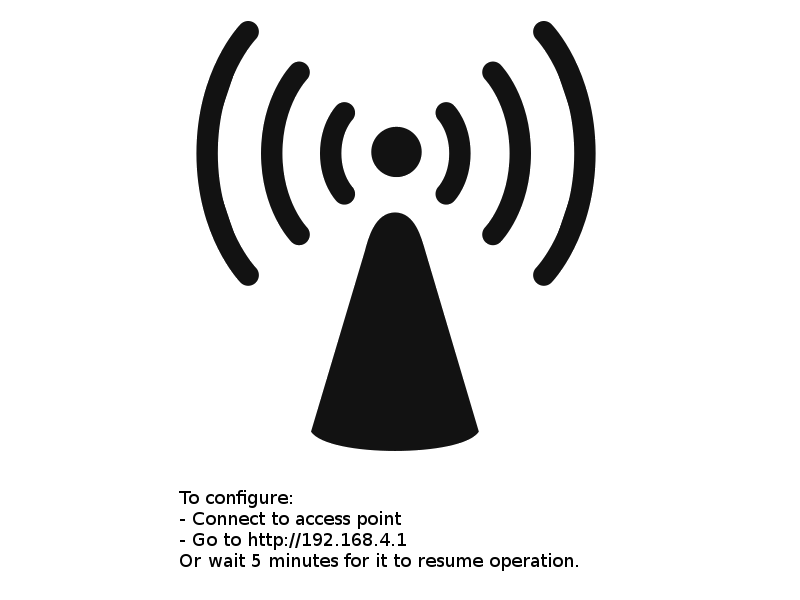 To configure:
- Connect to access point
- Go to http://192.168.4.1
Or wait 5 minutes for it to resume operation.